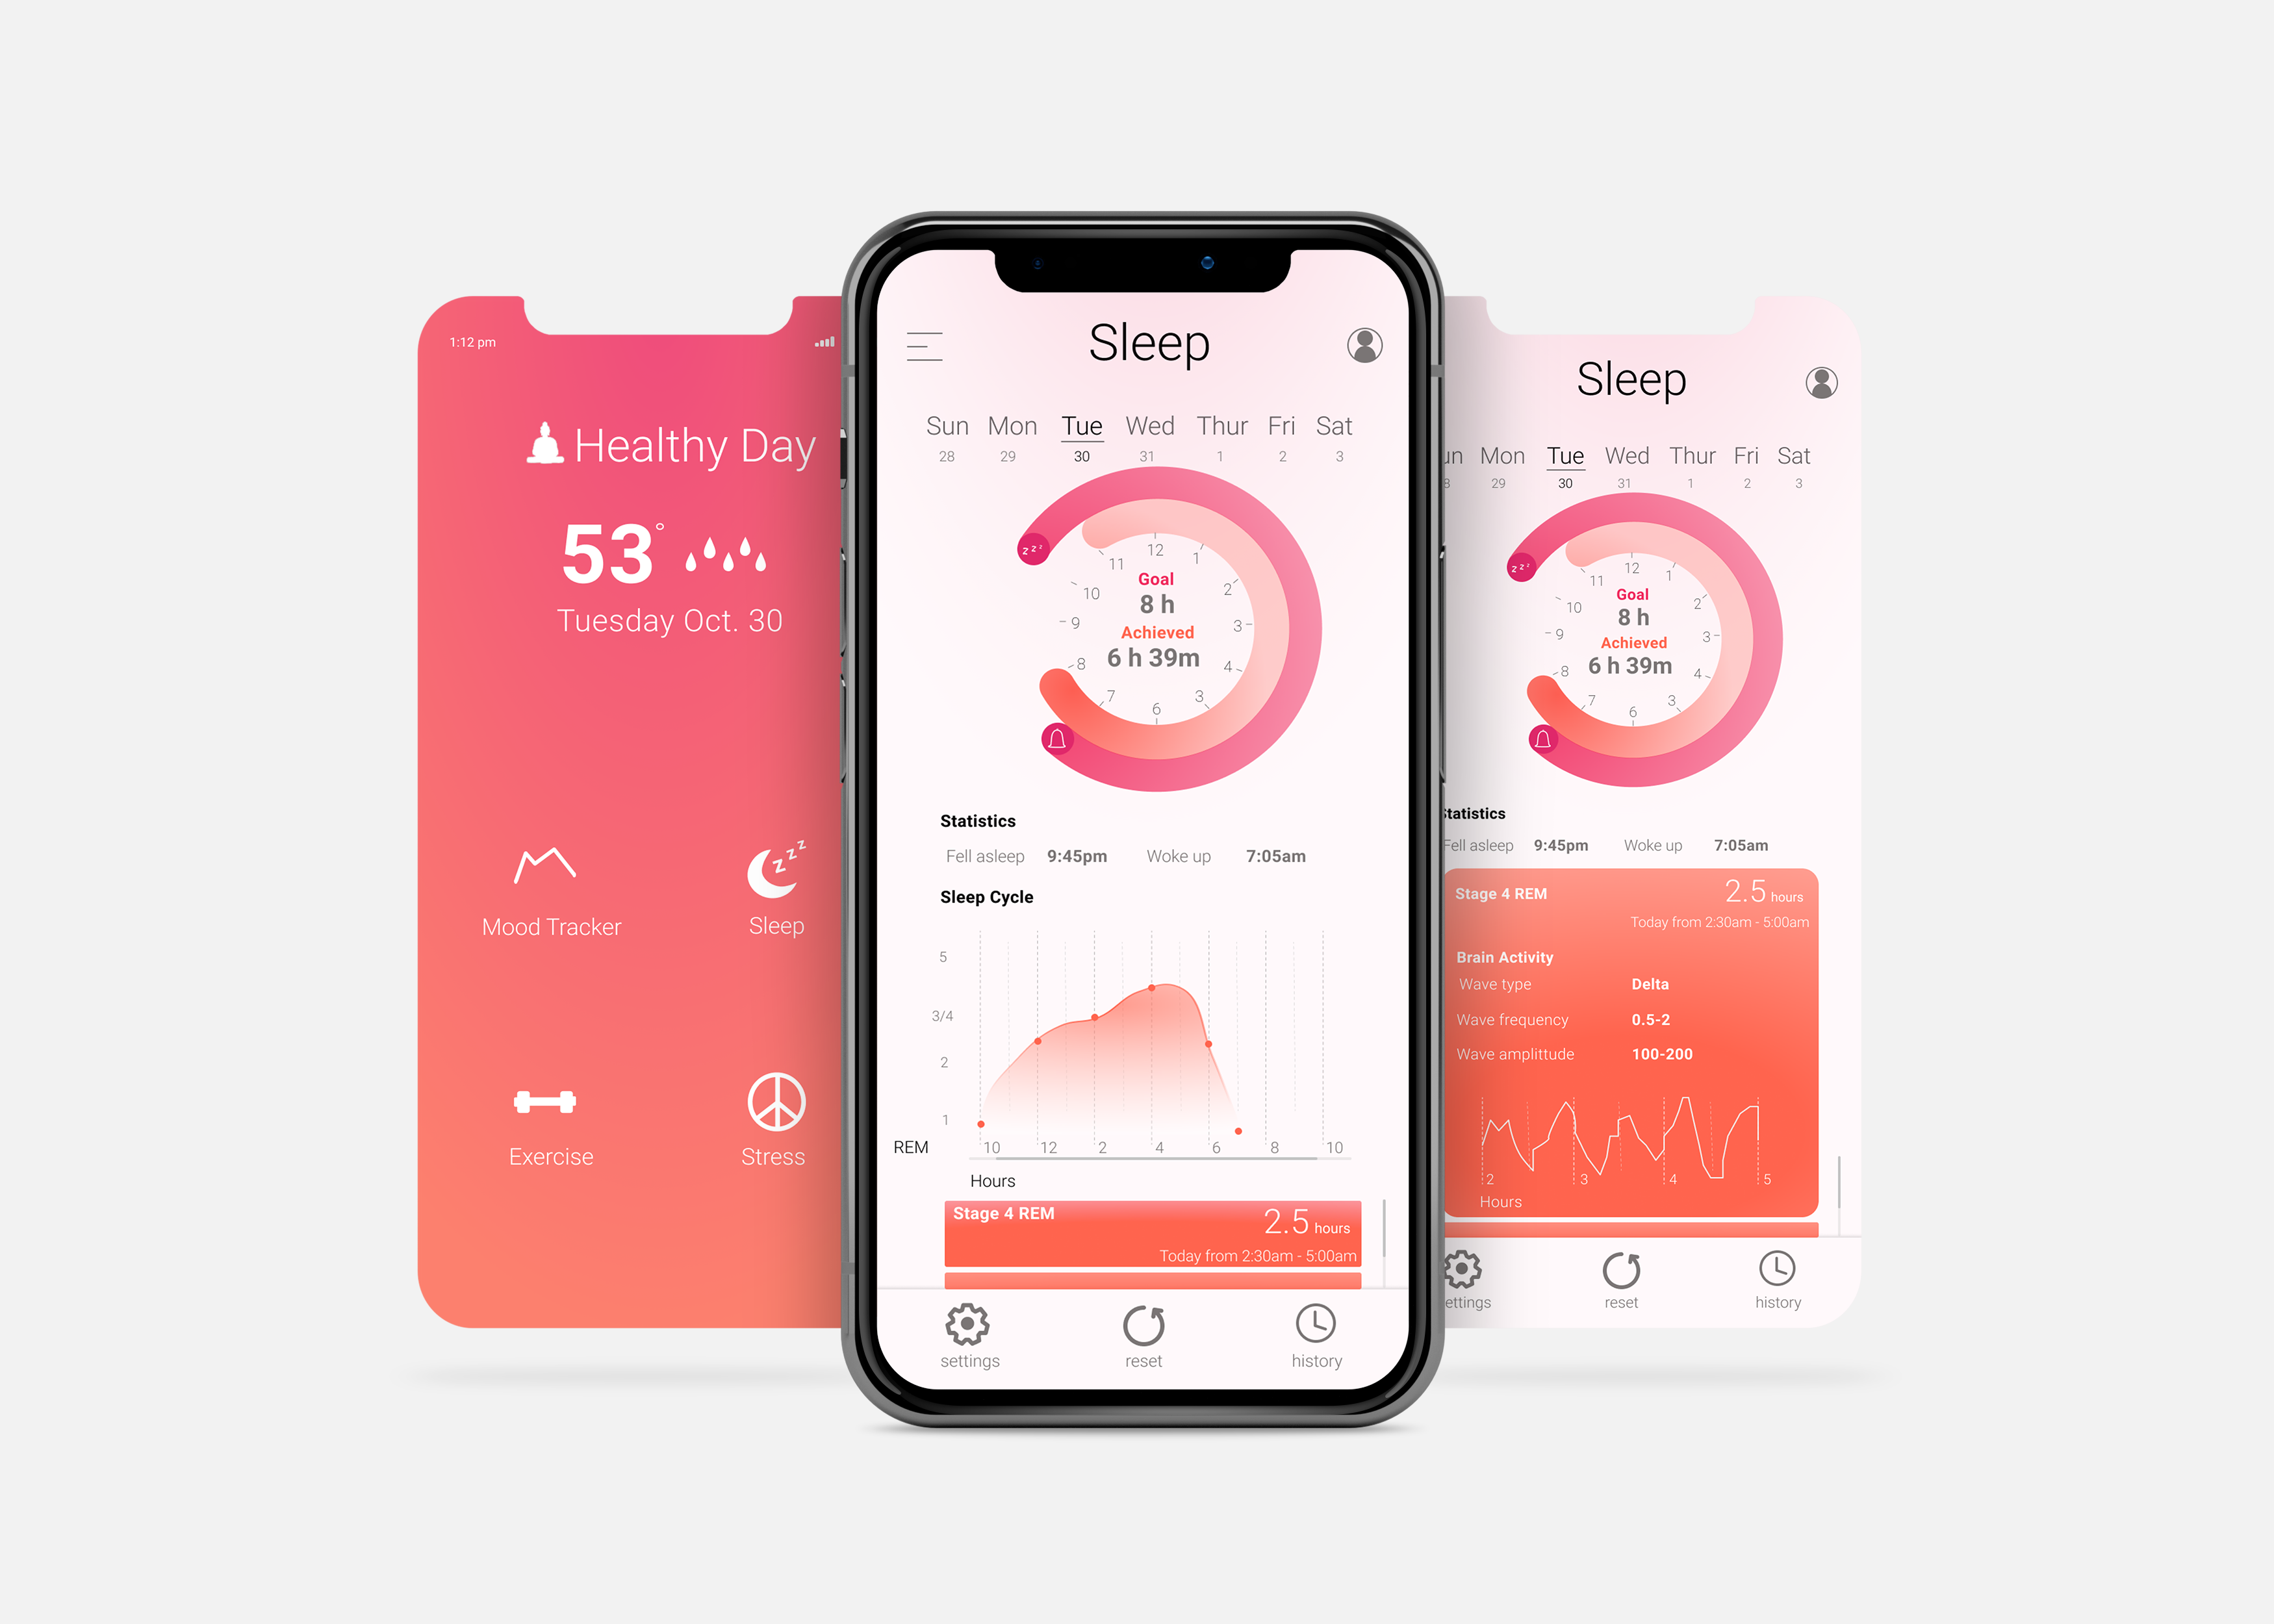 1:12 pm
Healthy Day
53°
Tuesday Oct. 30
Mood Tracker
Sleep
zzz
Exercise
Stress
Sleep
Sun Mon Tue Wed Thur Fri Sat
28 29 30 31 1 2 3
z z z
12
11 1
10 2
9 3
8 4
7 3
6
Goal
8 h
Achieved
6 h 39m
Statistics
Fell asleep 9:45pm Woke up 7:05am
Sleep Cycle
5
3/4
2
1
REM 10 12 2 4 6 8 10
Hours
Stage 4 REM 2.5 hours
Today from 2:30am - 5:00am
settings reset history
Sleep
un Mon Tue Wed Thur Fri Sat
8 29 30 31 1 2 3
z z z
12
11 1
10 2
9 3
8 4
7 3
6
Goal
8 h
Achieved
6 h 39m
Statistics
Fell asleep 9:45pm Woke up 7:05am
Stage 4 REM 2.5 hours
Today from 2:30am - 5:00am
Brain Activity
Wave type Delta
Wave frequency 0.5-2
Wave amplittude 100-200
2 3 4 5
Hours
ettings reset history